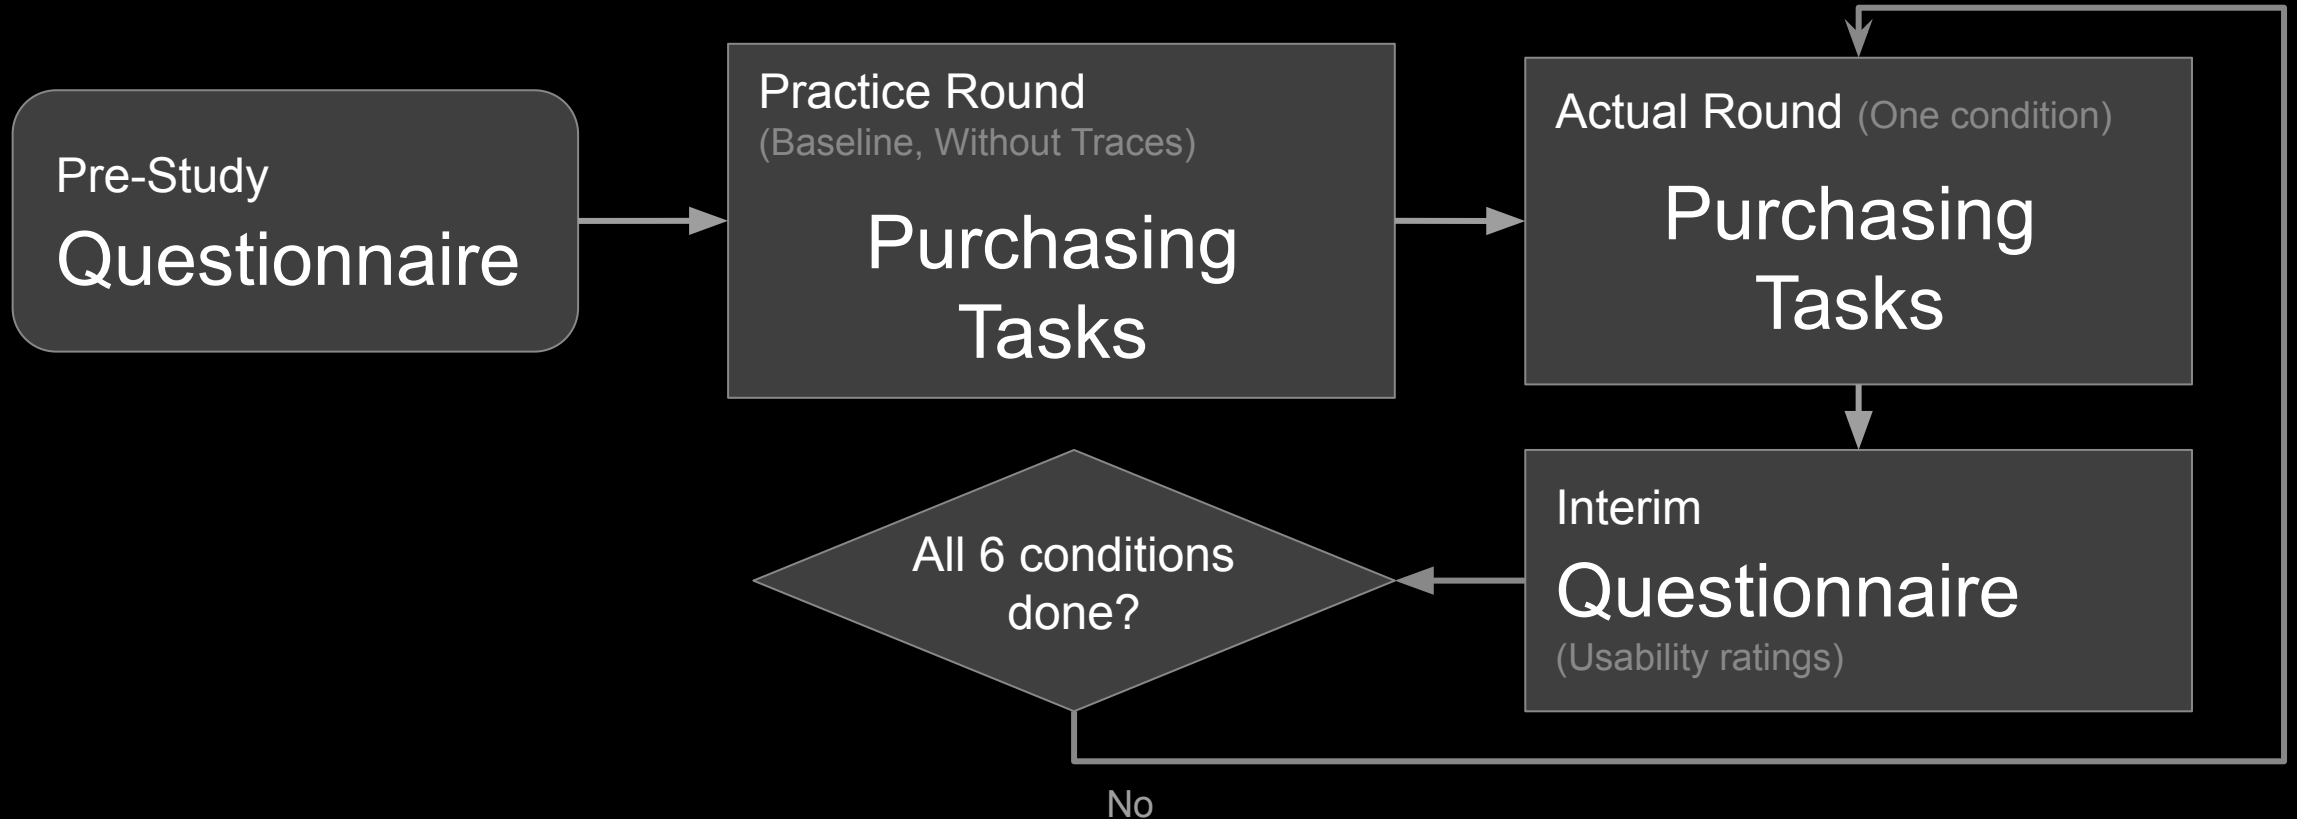 Pre-Study
Questionnaire
Practice Round
(Baseline, Without Traces)
Purchasing
Tasks
Actual Round (One condition)
Purchasing
Tasks
Interim
Questionnaire
(Usability ratings)
All 6 conditions
done?
No